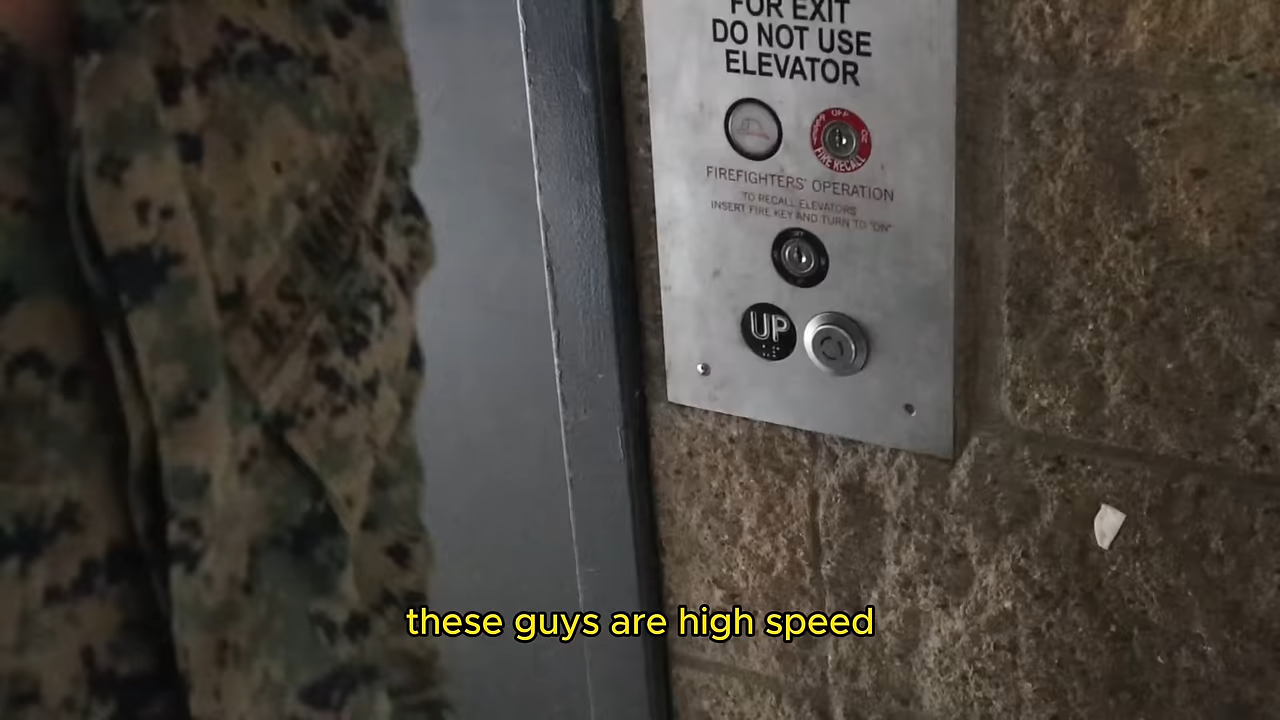 FOR EXIT
DO NOT USE
ELEVATOR
OFF
FIRE RECALL
FIREFIGHTERS' OPERATION
TO RECALL ELEVATORS
INSERT FIRE KEY AND TURN TO "ON"
UP
these guys are high speed